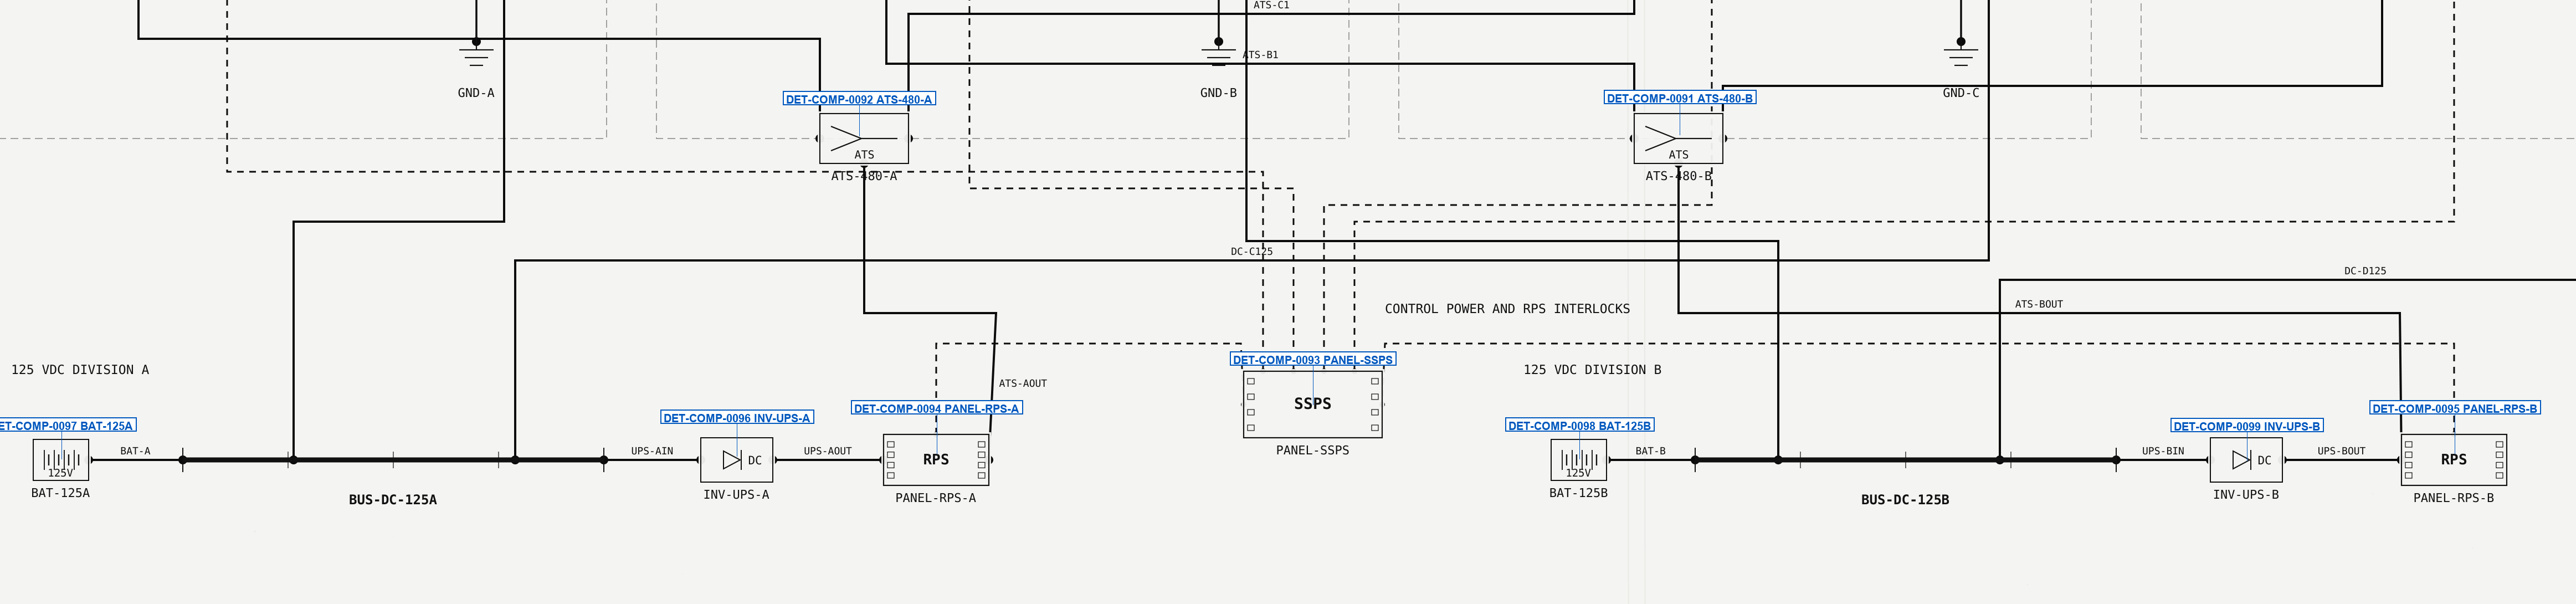 ATS-C1
ATS-B1
GND-A
GND-B
GND-C
DET-COMP-0092 ATS-480-A
DET-COMP-0091 ATS-480-B
ATS
ATS
ATS-480-A
ATS-480-B
DC-C125
DC-D125
ATS-BOUT
CONTROL POWER AND RPS INTERLOCKS
125 VDC DIVISION A
125 VDC DIVISION B
DET-COMP-0093 PANEL-SSPS
ATS-AOUT
SSPS
PANEL-SSPS
ET-COMP-0097 BAT-125A
DET-COMP-0096 INV-UPS-A
DET-COMP-0094 PANEL-RPS-A
DET-COMP-0098 BAT-125B
DET-COMP-0099 INV-UPS-B
DET-COMP-0095 PANEL-RPS-B
125V
BAT-A
UPS-AIN
DC
UPS-AOUT
RPS
125V
BAT-B
UPS-BIN
DC
UPS-BOUT
RPS
BAT-125A
BUS-DC-125A
INV-UPS-A
PANEL-RPS-A
BAT-125B
BUS-DC-125B
INV-UPS-B
PANEL-RPS-B